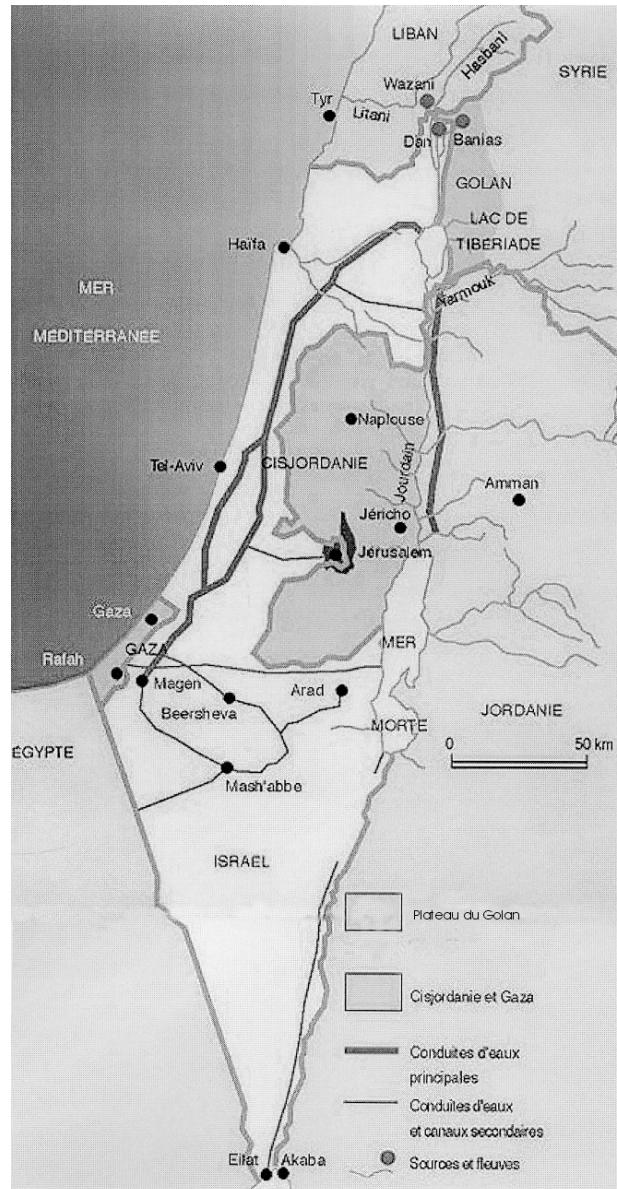 LIBAN
Hasbani
SYRIE
Wazani
Tyr
Litani
Dan
Banias
GOLAN
LAC DE
TIBERIADE
Haïfa
Yarmouk
MER
MÉDITERRANÉE
Naplouse
Tel-Aviv
CISJORDANIE
Jourdain
Amman
Jéricho
Jérusalem
Gaza
GAZA
MER
Rafah
Magen
Arad
Beersheva
MORTE
JORDANIE
ÉGYPTE
0 50 km
Mash'abbe
ISRAEL
Plateau du Golan
Cisjordanie et Gaza
Conduites d'eaux
principales
Conduites d'eaux
et canaux secondaires
Sources et fleuves
Eilat
Akaba